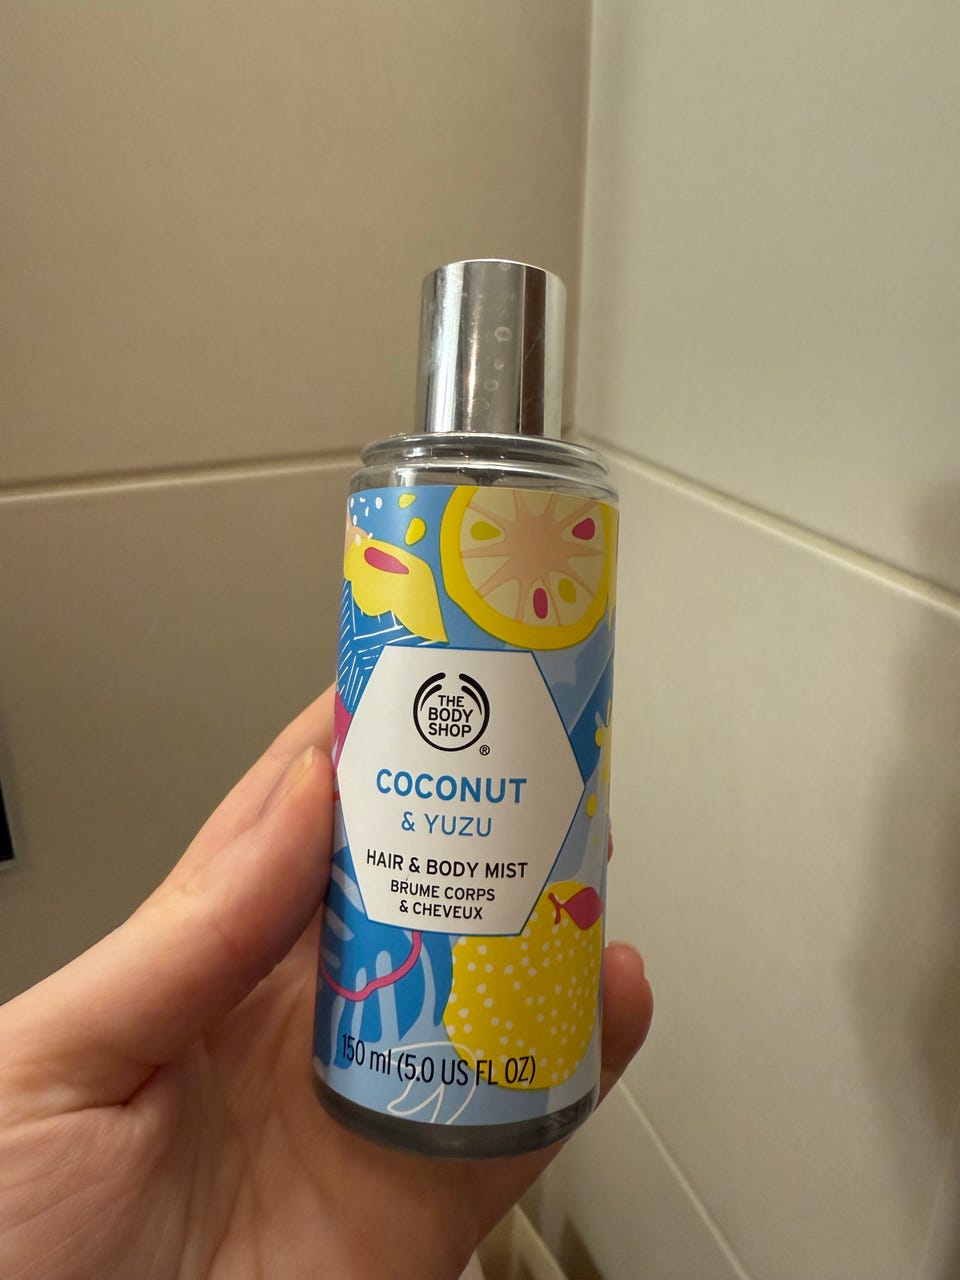 THE
BODY
SHOP
®
COCONUT
& YUZU
HAIR & BODY MIST
BRUME CORPS
& CHEVEUX
150 ml (5.0 US FL OZ)